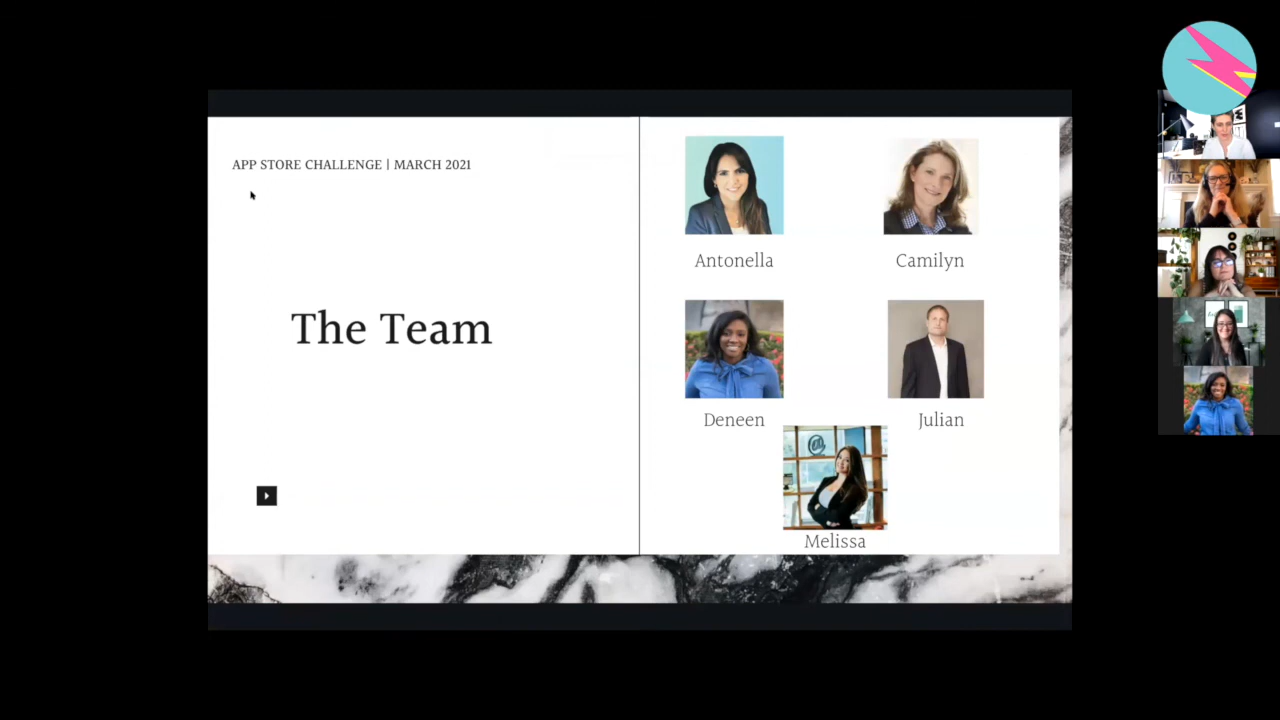 APP STORE CHALLENGE | MARCH 2021
The Team
Antonella
Camilyn
Deneen
Julian
@
Melissa